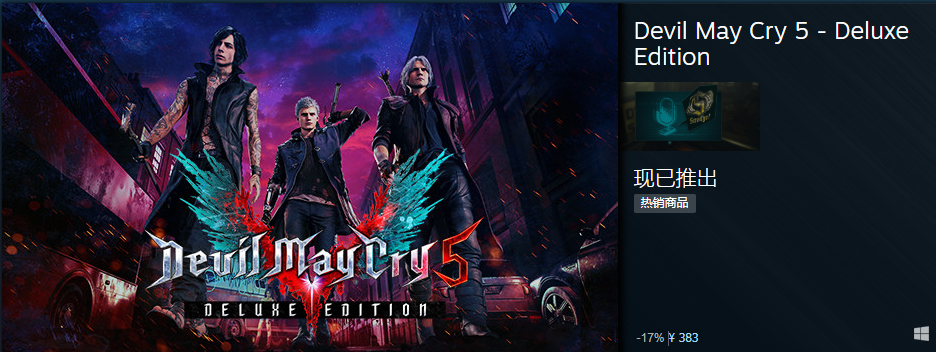 Devil May Cry 5 - Deluxe
Edition
现已推出
热销商品
Devil May Cry 5
DELUXE EDITION
-17% ¥ 383